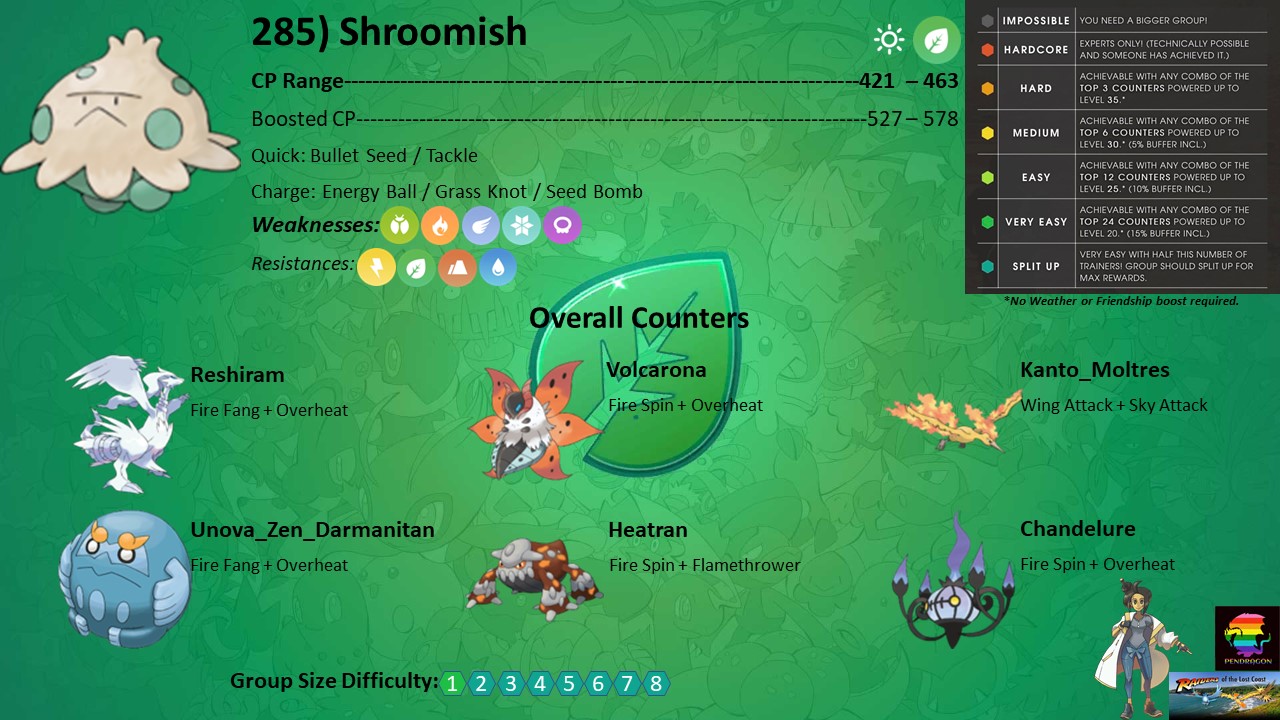 285) Shroomish
CP Range---421 – 463
Boosted CP---527 – 578
Quick: Bullet Seed / Tackle
Charge: Energy Ball / Grass Knot / Seed Bomb
Weaknesses:
Resistances:
IMPOSSIBLE YOU NEED A BIGGER GROUP!
HARDCORE EXPERTS ONLY! (TECHNICALLY POSSIBLE
AND SOMEONE HAS ACHIEVED IT.)
HARD ACHIEVABLE WITH ANY COMBO OF THE
TOP 3 COUNTERS POWERED UP TO
LEVEL 35.*
MEDIUM ACHIEVABLE WITH ANY COMBO OF THE
TOP 6 COUNTERS POWERED UP TO
LEVEL 30.* (5% BUFFER INCL.)
EASY ACHIEVABLE WITH ANY COMBO OF THE
TOP 12 COUNTERS POWERED UP TO
LEVEL 25.* (10% BUFFER INCL.)
VERY EASY ACHIEVABLE WITH ANY COMBO OF THE
TOP 24 COUNTERS POWERED UP TO
LEVEL 20.* (15% BUFFER INCL.)
SPLIT UP VERY EASY WITH HALF THIS NUMBER OF
TRAINERS! GROUP SHOULD SPLIT UP FOR
MAX REWARDS.
*No Weather or Friendship boost required.
Overall Counters
Reshiram
Fire Fang + Overheat
Volcarona
Fire Spin + Overheat
Kanto_Moltres
Wing Attack + Sky Attack
Unova_Zen_Darmanitan
Fire Fang + Overheat
Heatran
Fire Spin + Flamethrower
Chandelure
Fire Spin + Overheat
Group Size Difficulty: 1 2 3 4 5 6 7 8
PENDRAGON
RAIDERS of the Lost Coast